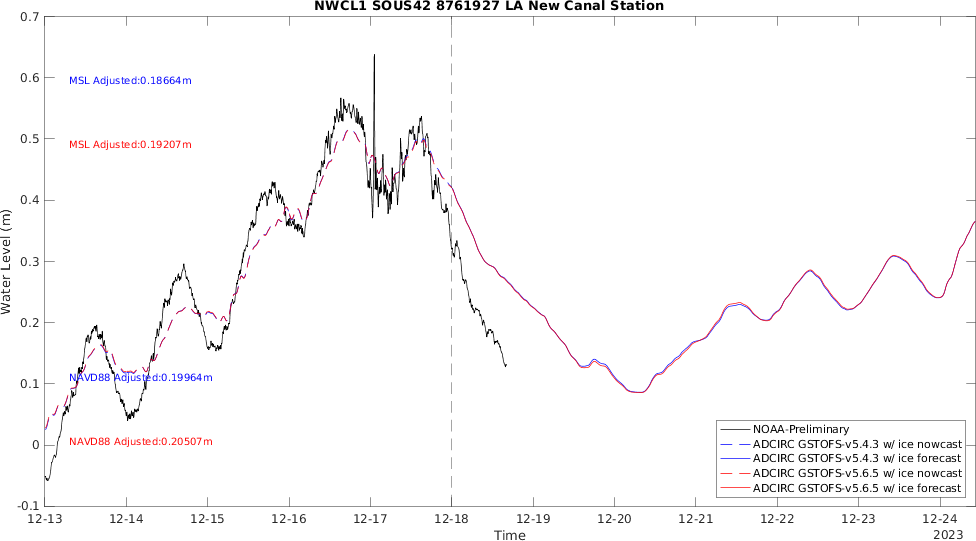 NWCL1 SOUS42 8761927 LA New Canal Station
0.7
0.6
0.5
0.4
0.3
0.2
0.1
0
-0.1
Water Level (m)
MSL Adjusted:0.18664m
MSL Adjusted:0.19207m
NAVD88 Adjusted:0.19964m
NAVD88 Adjusted:0.20507m
NOAA-Preliminary
ADCIRC GSTOFS-v5.4.3 w/ ice nowcast
ADCIRC GSTOFS-v5.4.3 w/ ice forecast
ADCIRC GSTOFS-v5.6.5 w/ ice nowcast
ADCIRC GSTOFS-v5.6.5 w/ ice forecast
12-13 12-14 12-15 12-16 12-17 12-18 12-19 12-20 12-21 12-22 12-23 12-24
Time
2023